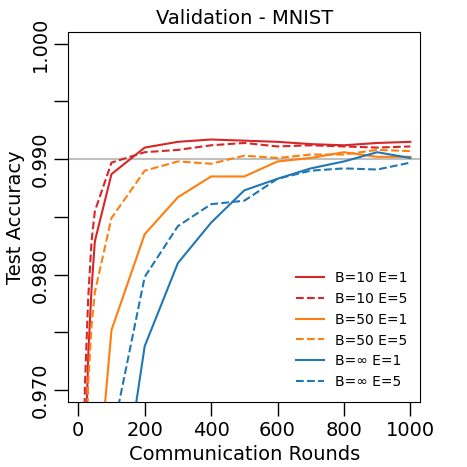 Validation - MNIST
Test Accuracy
1.000
0.990
0.980
0.970
B=10 E=1
B=10 E=5
B=50 E=1
B=50 E=5
B=∞ E=1
B=∞ E=5
0 200 400 600 800 1000
Communication Rounds